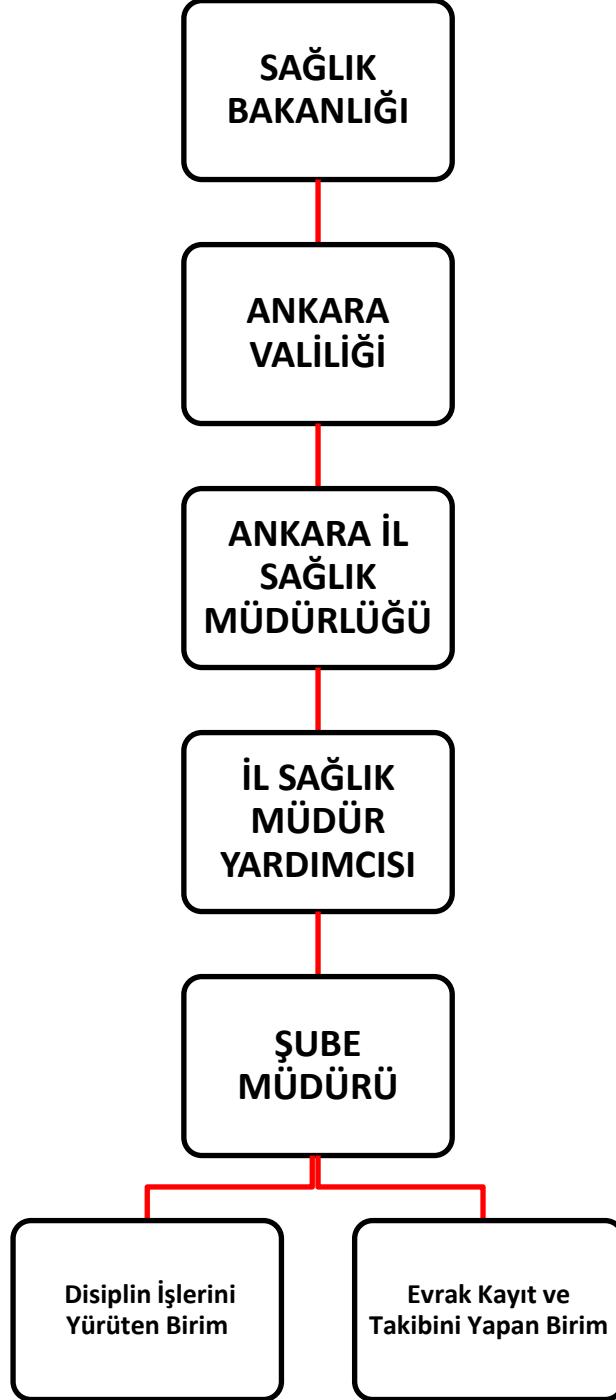 SAĞLIK
BAKANLIĞI
ANKARA
VALİLİĞİ
ANKARA İL
SAĞLIK
MÜDÜRLÜĞÜ
İL SAĞLIK
MÜDÜR
YARDIMCISI
ŞUBE
MÜDÜRÜ
Disiplin İşlerini
Yürüten Birim
Evrak Kayıt ve
Takibini Yapan Birim